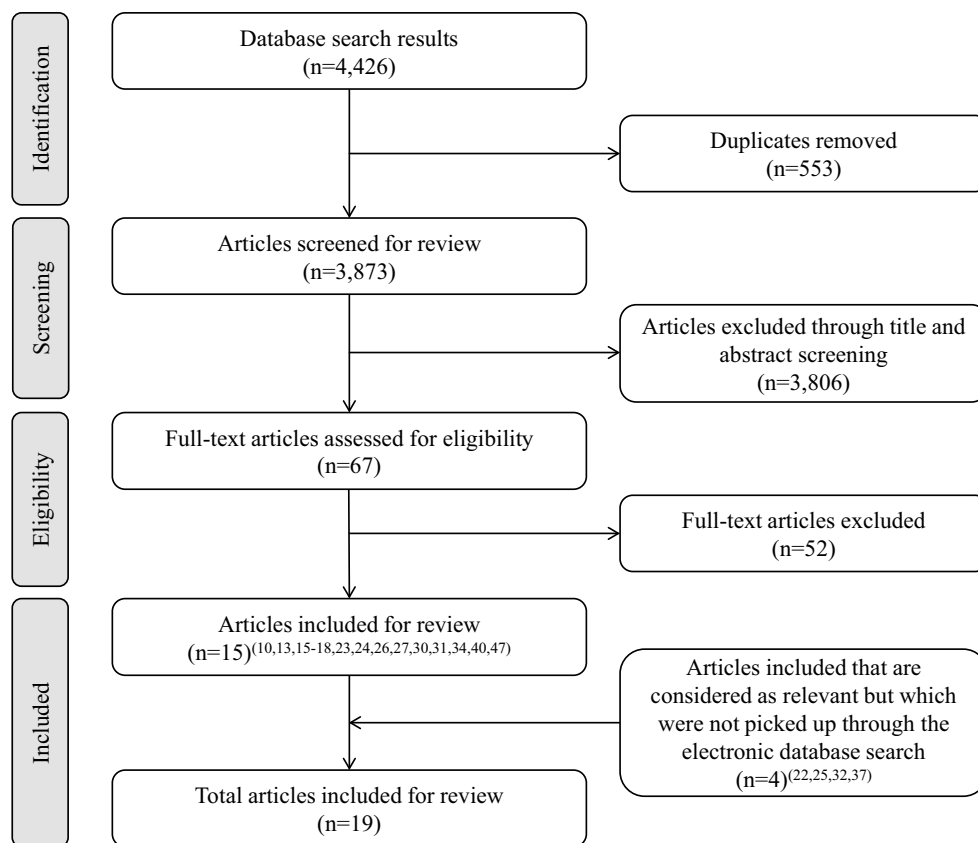 Identification
Database search results
(n=4,426)
Duplicates removed
(n=553)
Screening
Articles screened for review
(n=3,873)
Articles excluded through title and
abstract screening
(n=3,806)
Eligibility
Full-text articles assessed for eligibility
(n=67)
Full-text articles excluded
(n=52)
Included
Articles included for review
(n=15)(10,13,15-18,23,24,26,27,30,31,34,40,47)
Articles included that are
considered as relevant but which
were not picked up through the
electronic database search
(n=4)(22,25,32,37)
Total articles included for review
(n=19)